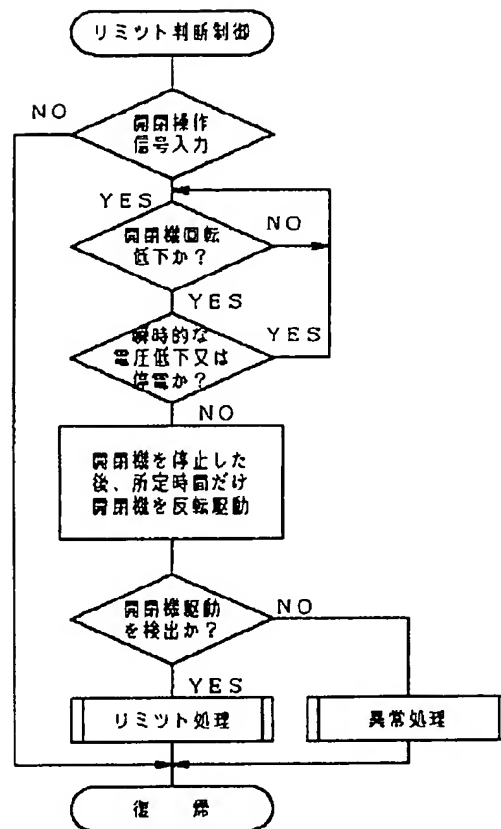 リミット判断制御
NO
開閉操作
信号入力
YES
開閉機回転
低下か?
NO
YES
瞬時的な
電圧低下又は
停電か?
YES
NO
開閉機を停止した
後、所定時間だけ
開閉機を反転駆動
開閉機駆動
を検出か?
NO
YES
リミット処理
異常処理
復 帰